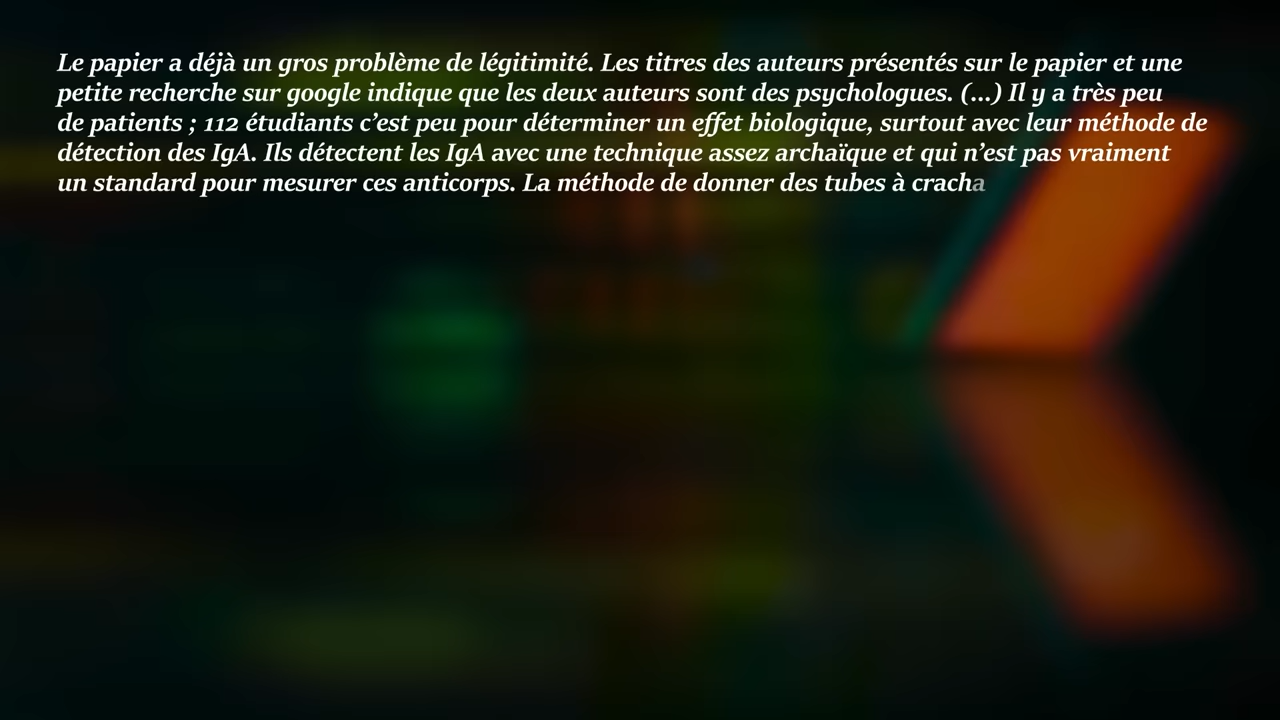 Le papier a déjà un gros problème de légitimité. Les titres des auteurs présentés sur le papier et une
petite recherche sur google indique que les deux auteurs sont des psychologues. (...) Il y a très peu
de patients ; 112 étudiants c’est peu pour déterminer un effet biologique, surtout avec leur méthode de
détection des IgA. Ils détectent les IgA avec une technique assez archaïque et qui n’est pas vraiment
un standard pour mesurer ces anticorps. La méthode de donner des tubes à cracha